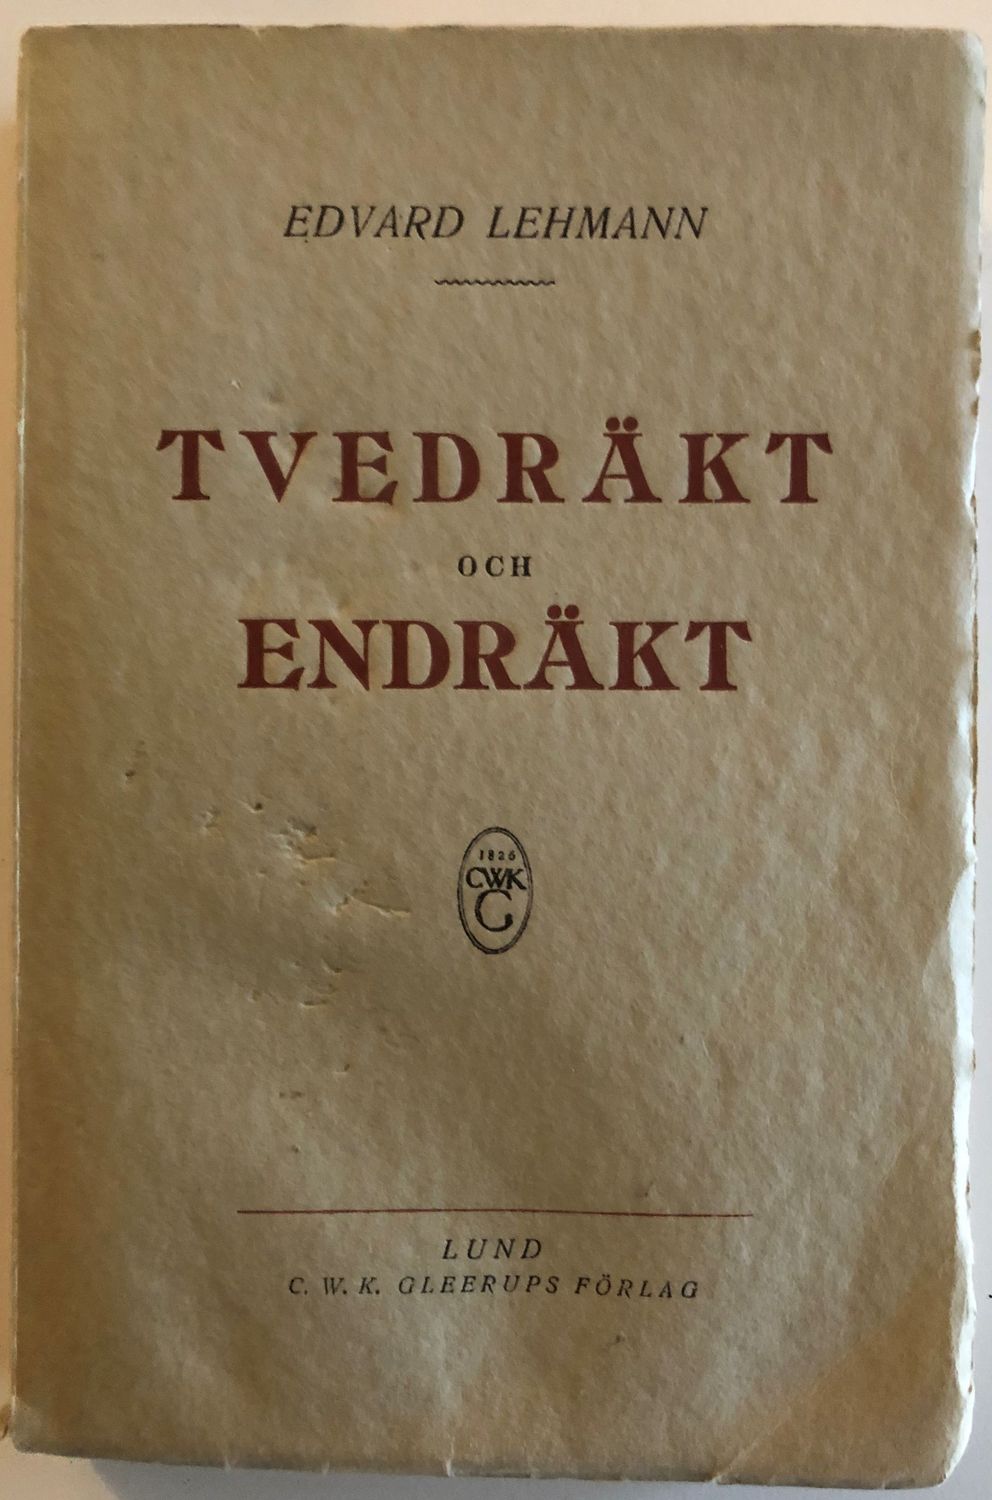 EDVARD LEHMANN
TVEDRÄKT
OCH
ENDRÄKT
1826
CWK
G
LUND
C. W. K. GLEERUPS FÖRLAG